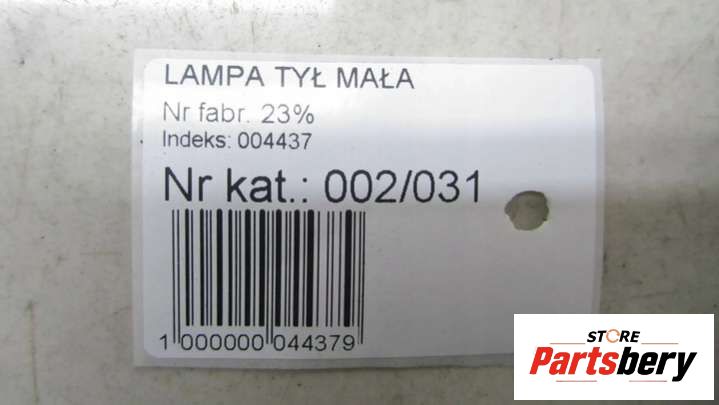 LAMPA TYŁ MAŁA
Nr fabr. 23%
Indeks: 004437
Nr kat.: 002/031
1 000000 044379
STORE
Partsbery